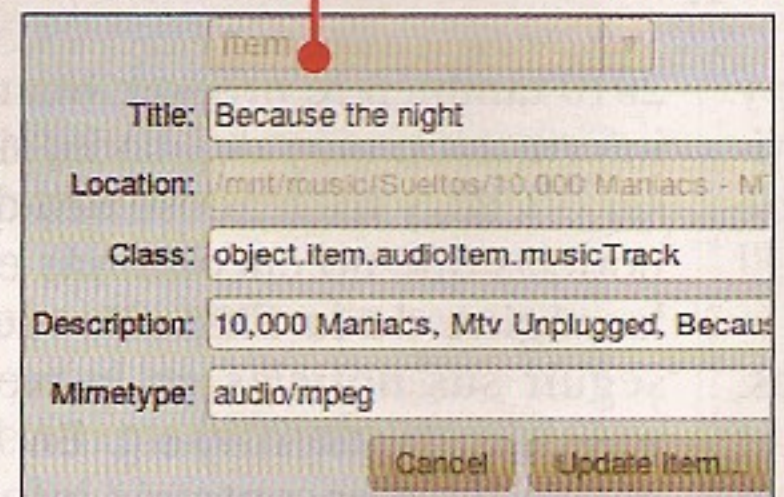 Item
Title: Because the night
Location: /mnt/music/Sueltos/10,000 Maniacs - MT
Class: object.item.audioItem.musicTrack
Description: 10,000 Maniacs, Mtv Unplugged, Becaus
Mimetype: audio/mpeg
Cancel Update item...